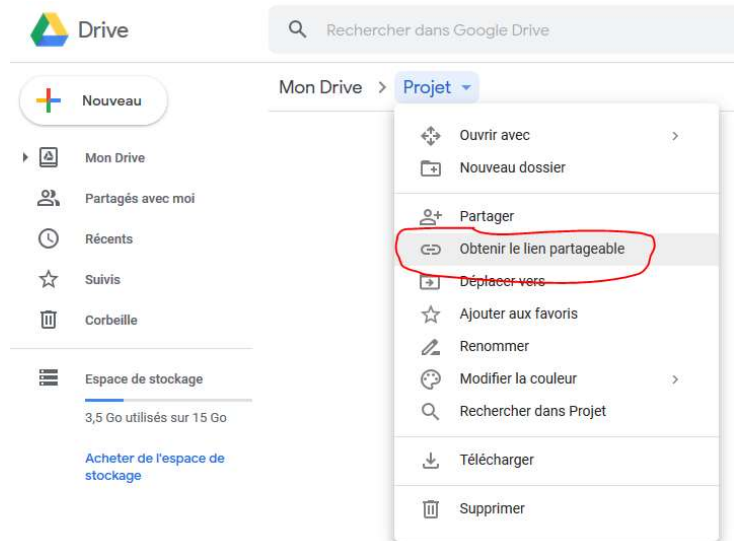 Drive
Rechercher dans Google Drive
Nouveau
Mon Drive
Partagés avec moi
Récents
Suivis
Corbeille
Espace de stockage
3,5 Go utilisés sur 15 Go
Acheter de l'espace de
stockage
Mon Drive > Projet
Ouvrir avec
Nouveau dossier
Partager
Obtenir le lien partageable
Déplacer vers
Ajouter aux favoris
Renommer
Modifier la couleur
Rechercher dans Projet
Télécharger
Supprimer